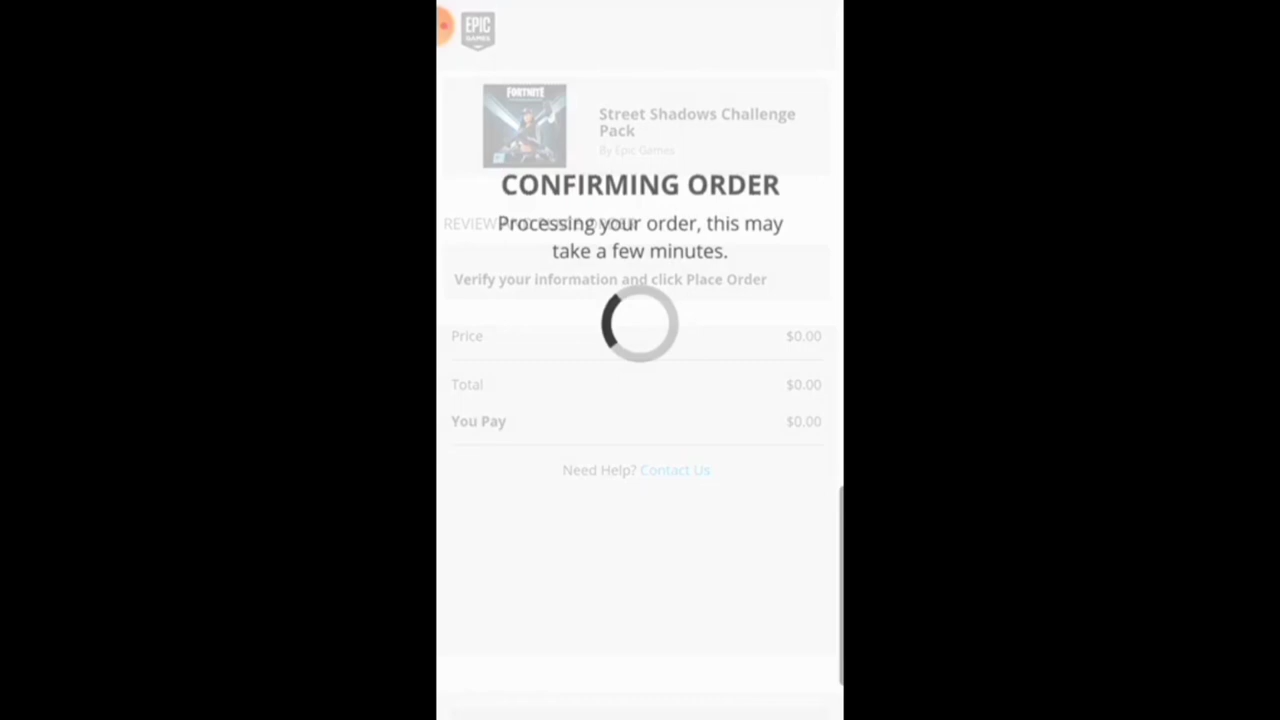 EPIC
GAMES
FORTNITE
Street Shadows Challenge
Pack
By Epic Games
CONFIRMING ORDER
Processing your order, this may
take a few minutes.
Verify your information and click Place Order
Price $0.00
Total $0.00
You Pay $0.00
Need Help? Contact Us